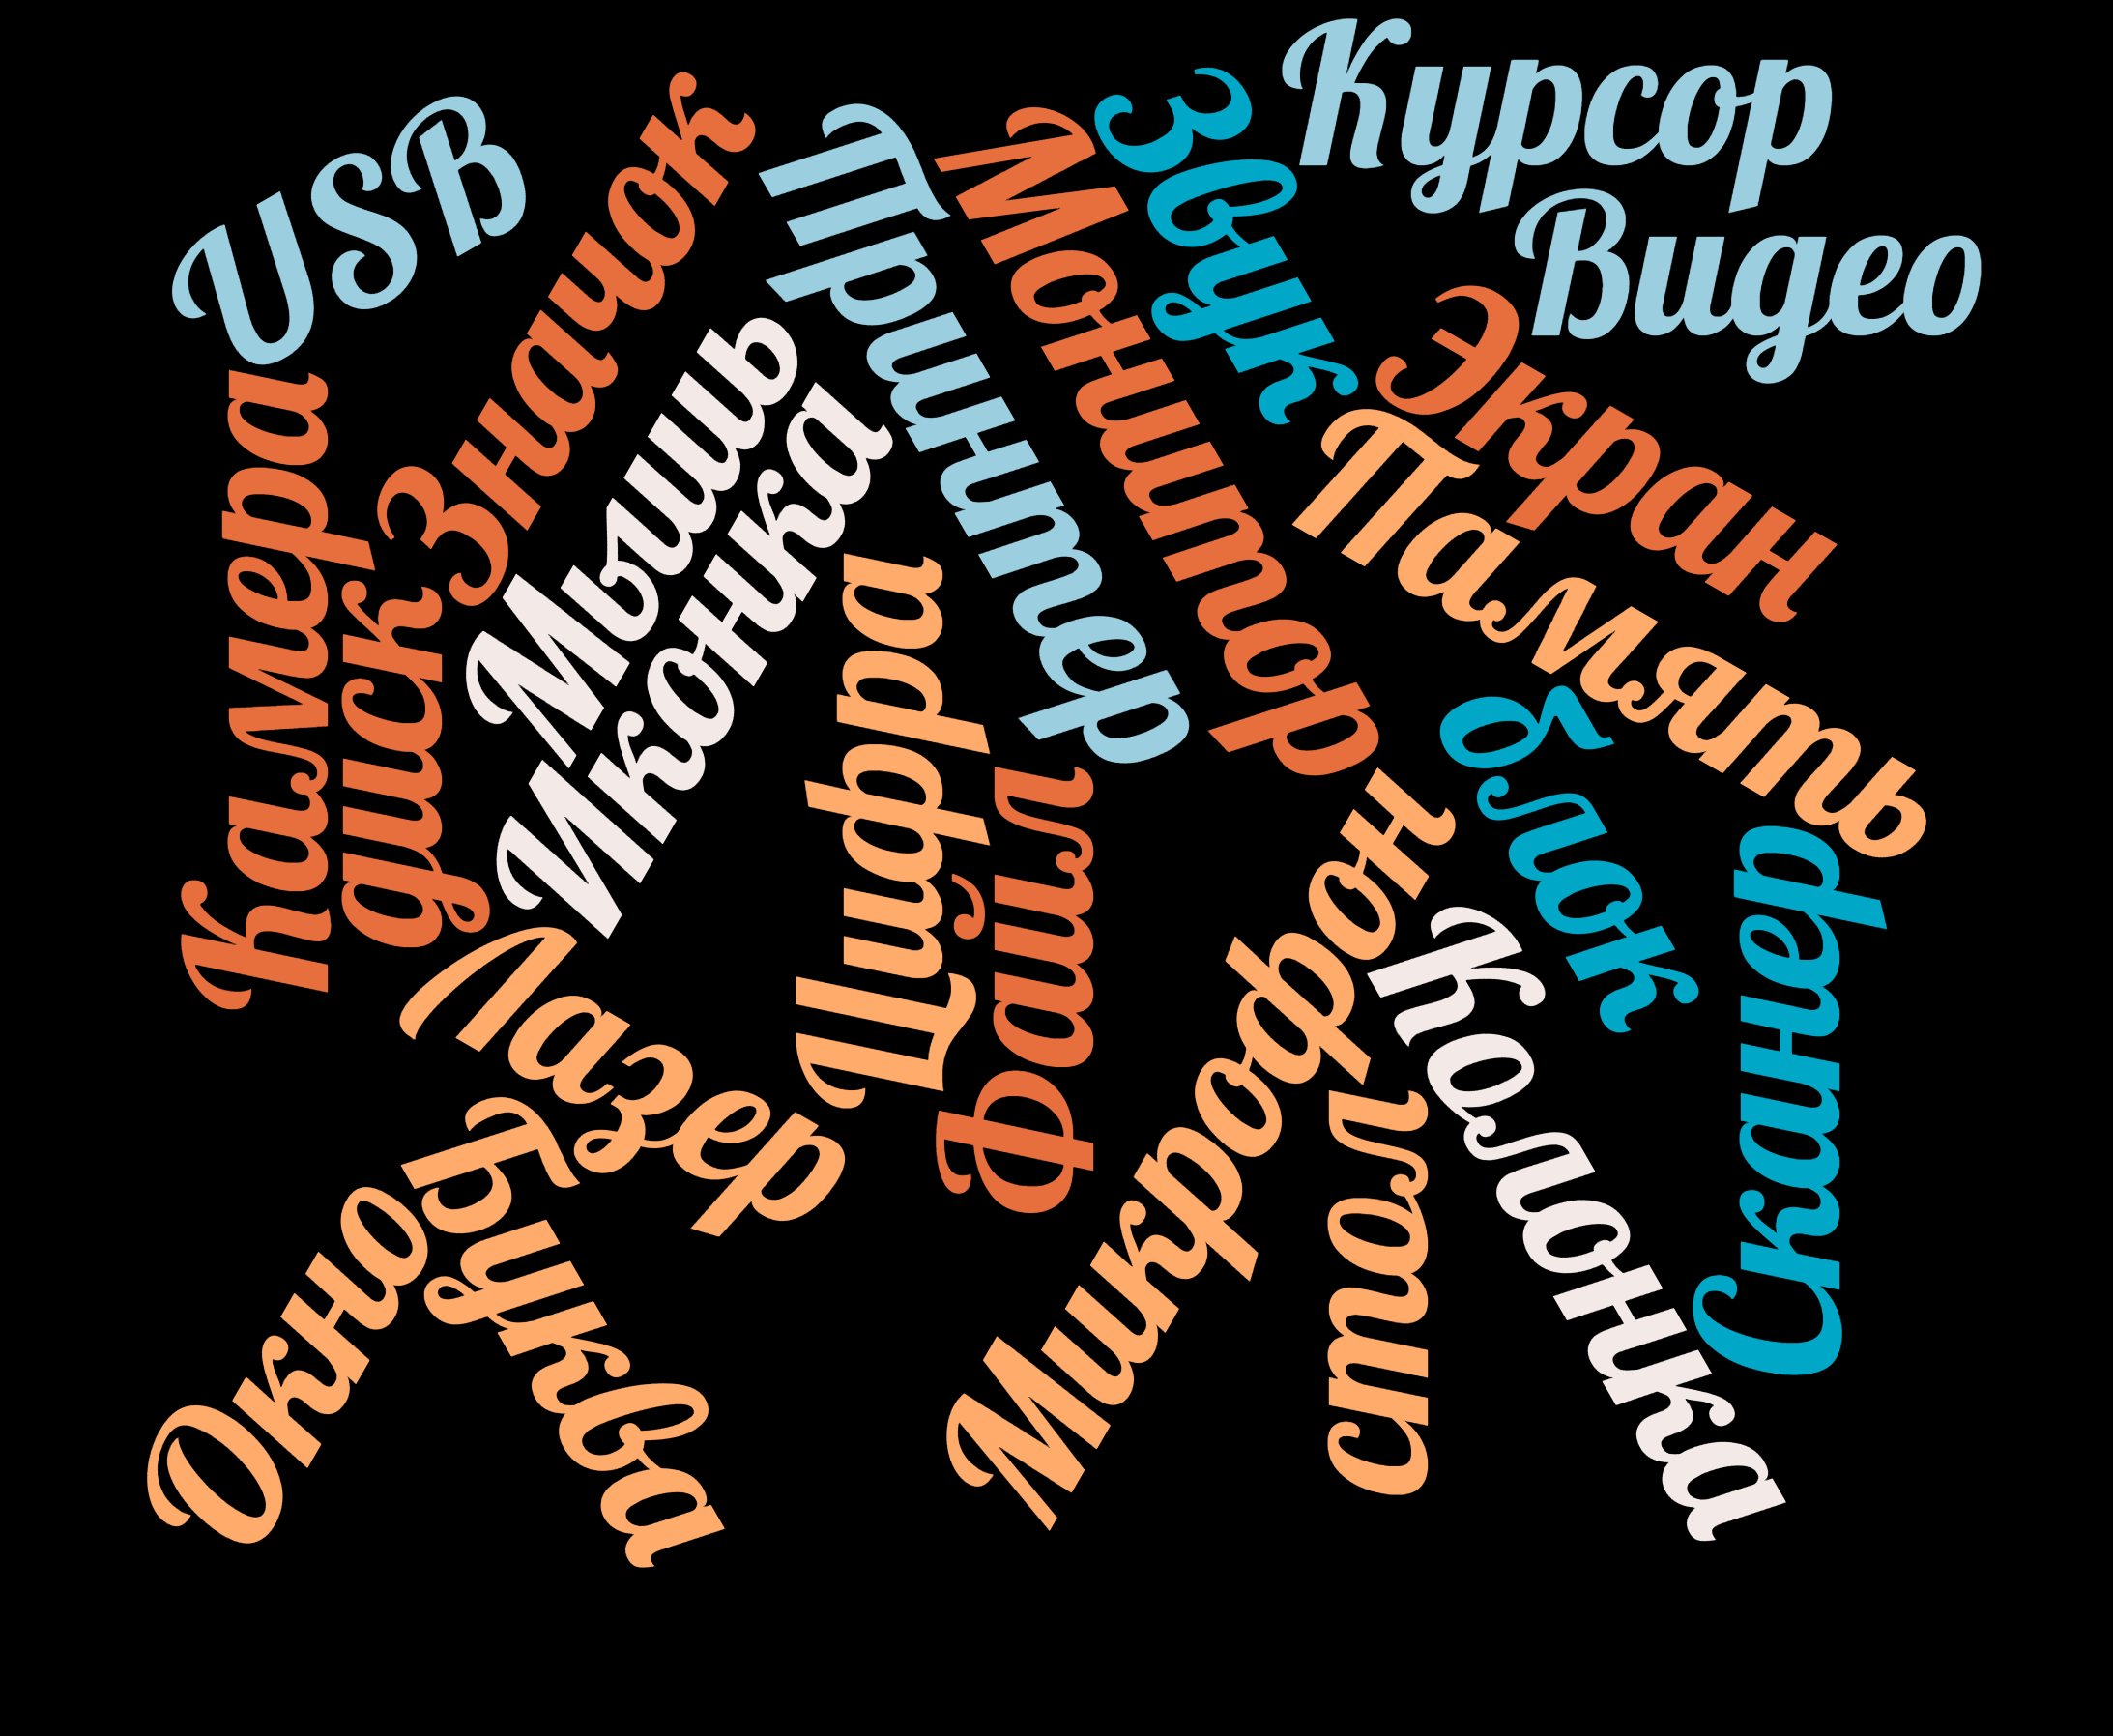 Курсор
USB
Значок
Принтер
Монитор
Звук
Видео
Экран
Камера
диск
Мышь
Иконка
Память
Цифра
файл
блок
Лазер
Микрофон
Колонка
Сканер
Буква
Окно
стол